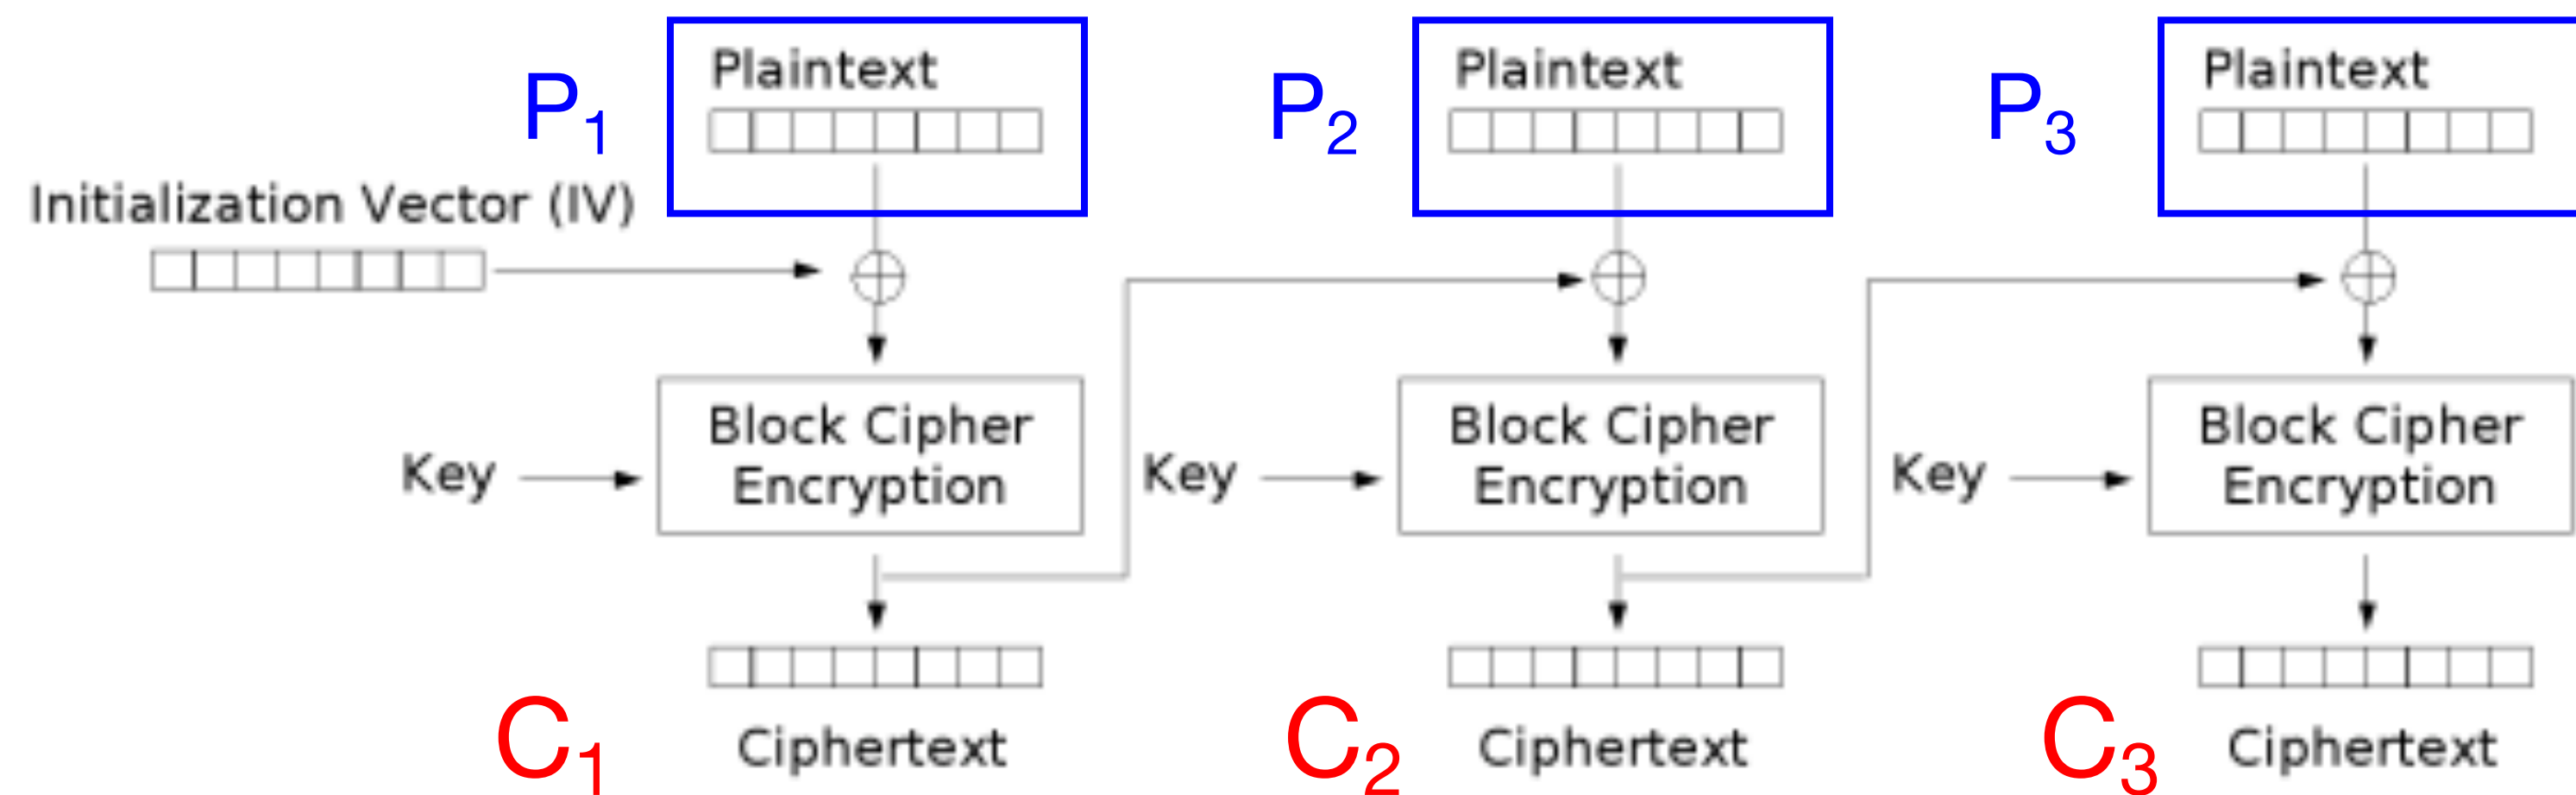 P1
Plaintext
P2
Plaintext
P3
Plaintext
Initialization Vector (IV)
Key
Block Cipher
Encryption
Key
Block Cipher
Encryption
Key
Block Cipher
Encryption
C1
Ciphertext
C2
Ciphertext
C3
Ciphertext